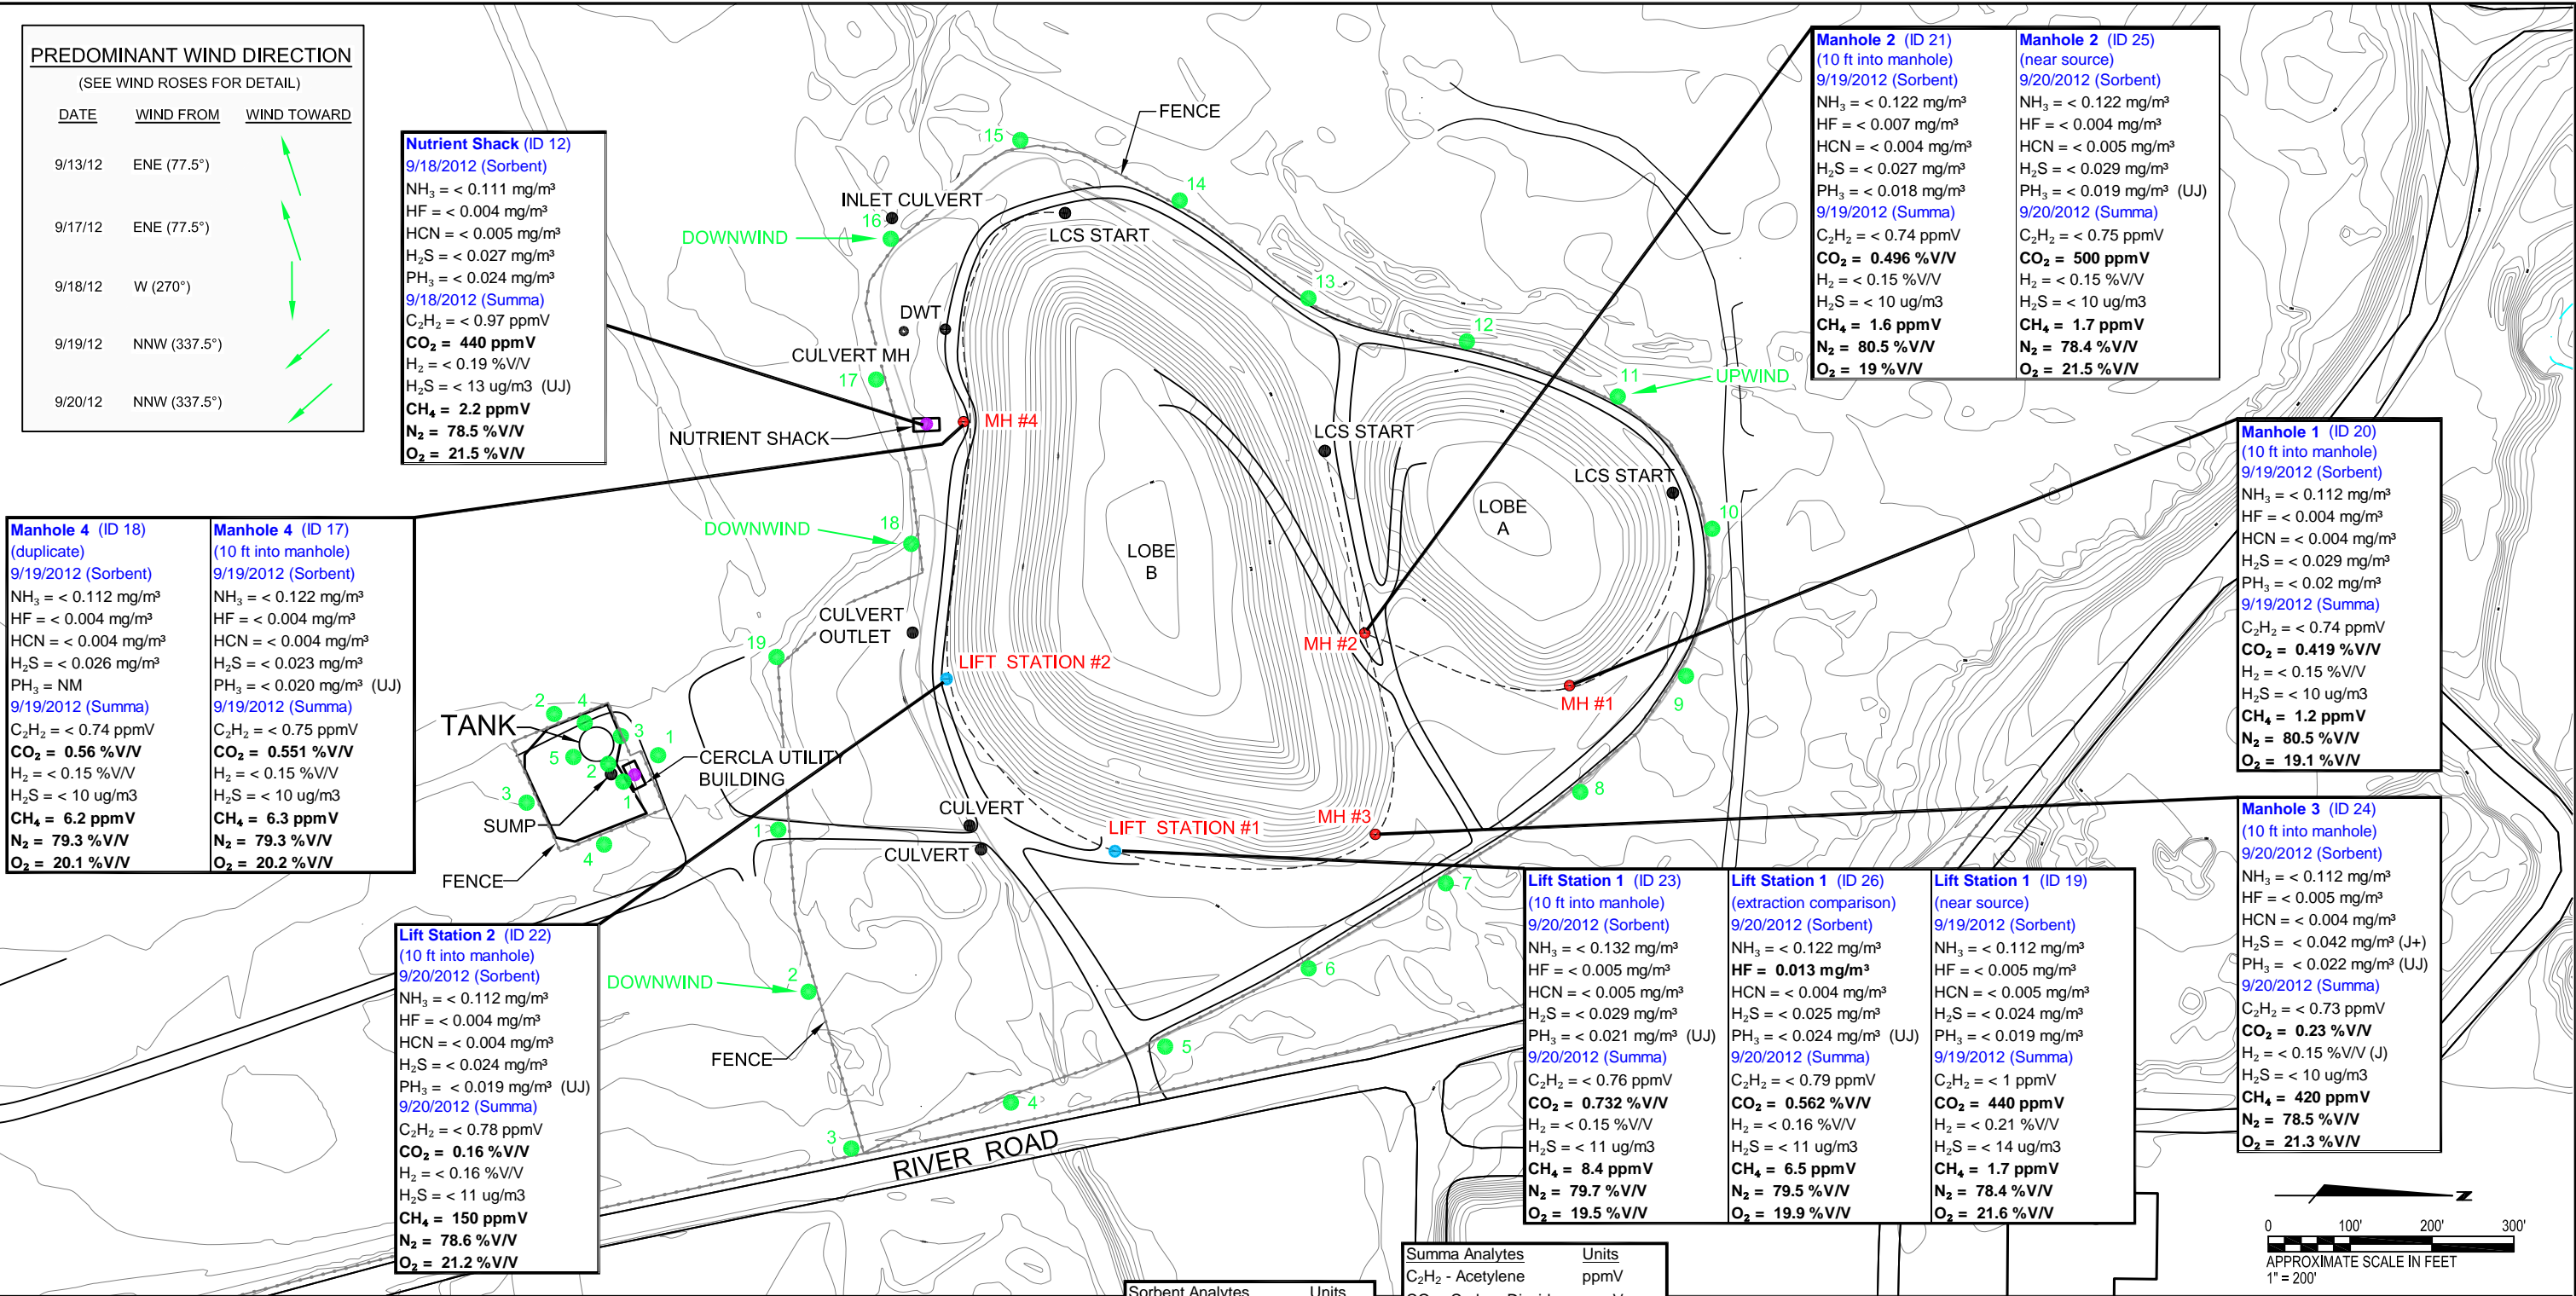 PREDOMINANT WIND DIRECTION
(SEE WIND ROSES FOR DETAIL)
DATE WIND FROM WIND TOWARD
9/13/12 ENE (77.5°)
9/17/12 ENE (77.5°)
9/18/12 W (270°)
9/19/12 NNW (337.5°)
9/20/12 NNW (337.5°)
Nutrient Shack (ID 12)
9/18/2012 (Sorbent)
NH₃ = < 0.111 mg/m³
HF = < 0.004 mg/m³
HCN = < 0.005 mg/m³
H₂S = < 0.027 mg/m³
PH₃ = < 0.024 mg/m³
9/18/2012 (Summa)
C₂H₂ = < 0.97 ppmV
CO₂ = 440 ppmV
H₂ = < 0.19 %V/V
H₂S = < 13 ug/m3 (UJ)
CH₄ = 2.2 ppmV
N₂ = 78.5 %V/V
O₂ = 21.5 %V/V
Manhole 2 (ID 21)
(10 ft into manhole)
9/19/2012 (Sorbent)
NH₃ = < 0.122 mg/m³
HF = < 0.007 mg/m³
HCN = < 0.004 mg/m³
H₂S = < 0.027 mg/m³
PH₃ = < 0.018 mg/m³
9/19/2012 (Summa)
C₂H₂ = < 0.74 ppmV
CO₂ = 0.496 %V/V
H₂ = < 0.15 %V/V
H₂S = < 10 ug/m3
CH₄ = 1.6 ppmV
N₂ = 80.5 %V/V
O₂ = 19 %V/V
Manhole 2 (ID 25)
(near source)
9/20/2012 (Sorbent)
NH₃ = < 0.122 mg/m³
HF = < 0.004 mg/m³
HCN = < 0.005 mg/m³
H₂S = < 0.029 mg/m³
PH₃ = < 0.019 mg/m³ (UJ)
9/20/2012 (Summa)
C₂H₂ = < 0.75 ppmV
CO₂ = 500 ppmV
H₂ = < 0.15 %V/V
H₂S = < 10 ug/m3
CH₄ = 1.7 ppmV
N₂ = 78.4 %V/V
O₂ = 21.5 %V/V
Manhole 1 (ID 20)
(10 ft into manhole)
9/19/2012 (Sorbent)
NH₃ = < 0.112 mg/m³
HF = < 0.004 mg/m³
HCN = < 0.004 mg/m³
H₂S = < 0.029 mg/m³
PH₃ = < 0.02 mg/m³
9/19/2012 (Summa)
C₂H₂ = < 0.74 ppmV
CO₂ = 0.419 %V/V
H₂ = < 0.15 %V/V
H₂S = < 10 ug/m3
CH₄ = 1.2 ppmV
N₂ = 80.5 %V/V
O₂ = 19.1 %V/V
Manhole 4 (ID 18)
(duplicate)
9/19/2012 (Sorbent)
NH₃ = < 0.112 mg/m³
HF = < 0.004 mg/m³
HCN = < 0.004 mg/m³
H₂S = < 0.026 mg/m³
PH₃ = NM
9/19/2012 (Summa)
C₂H₂ = < 0.74 ppmV
CO₂ = 0.56 %V/V
H₂ = < 0.15 %V/V
H₂S = < 10 ug/m3
CH₄ = 6.2 ppmV
N₂ = 79.3 %V/V
O₂ = 20.1 %V/V
Manhole 4 (ID 17)
(10 ft into manhole)
9/19/2012 (Sorbent)
NH₃ = < 0.122 mg/m³
HF = < 0.004 mg/m³
HCN = < 0.004 mg/m³
H₂S = < 0.023 mg/m³
PH₃ = < 0.020 mg/m³ (UJ)
9/19/2012 (Summa)
C₂H₂ = < 0.75 ppmV
CO₂ = 0.551 %V/V
H₂ = < 0.15 %V/V
H₂S = < 10 ug/m3
CH₄ = 6.3 ppmV
N₂ = 79.3 %V/V
O₂ = 20.2 %V/V
Lift Station 2 (ID 22)
(10 ft into manhole)
9/20/2012 (Sorbent)
NH₃ = < 0.112 mg/m³
HF = < 0.004 mg/m³
HCN = < 0.004 mg/m³
H₂S = < 0.024 mg/m³
PH₃ = < 0.019 mg/m³ (UJ)
9/20/2012 (Summa)
C₂H₂ = < 0.78 ppmV
CO₂ = 0.16 %V/V
H₂ = < 0.16 %V/V
H₂S = < 11 ug/m3
CH₄ = 150 ppmV
N₂ = 78.6 %V/V
O₂ = 21.2 %V/V
Lift Station 1 (ID 23)
(10 ft into manhole)
9/20/2012 (Sorbent)
NH₃ = < 0.132 mg/m³
HF = < 0.005 mg/m³
HCN = < 0.005 mg/m³
H₂S = < 0.029 mg/m³
PH₃ = < 0.021 mg/m³ (UJ)
9/20/2012 (Summa)
C₂H₂ = < 0.76 ppmV
CO₂ = 0.732 %V/V
H₂ = < 0.15 %V/V
H₂S = < 11 ug/m3
CH₄ = 8.4 ppmV
N₂ = 79.7 %V/V
O₂ = 19.5 %V/V
Lift Station 1 (ID 26)
(extraction comparison)
9/20/2012 (Sorbent)
NH₃ = < 0.122 mg/m³
HF = 0.013 mg/m³
HCN = < 0.004 mg/m³
H₂S = < 0.025 mg/m³
PH₃ = < 0.024 mg/m³ (UJ)
9/20/2012 (Summa)
C₂H₂ = < 0.79 ppmV
CO₂ = 0.562 %V/V
H₂ = < 0.16 %V/V
H₂S = < 11 ug/m3
CH₄ = 6.5 ppmV
N₂ = 79.5 %V/V
O₂ = 19.9 %V/V
Lift Station 1 (ID 19)
(near source)
9/19/2012 (Sorbent)
NH₃ = < 0.112 mg/m³
HF = < 0.005 mg/m³
HCN = < 0.005 mg/m³
H₂S = < 0.024 mg/m³
PH₃ = < 0.019 mg/m³
9/19/2012 (Summa)
C₂H₂ = < 1 ppmV
CO₂ = 440 ppmV
H₂ = < 0.21 %V/V
H₂S = < 14 ug/m3
CH₄ = 1.7 ppmV
N₂ = 78.4 %V/V
O₂ = 21.6 %V/V
Manhole 3 (ID 24)
(10 ft into manhole)
9/20/2012 (Sorbent)
NH₃ = < 0.112 mg/m³
HF = < 0.005 mg/m³
HCN = < 0.004 mg/m³
H₂S = < 0.042 mg/m³ (J+)
PH₃ = < 0.022 mg/m³ (UJ)
9/20/2012 (Summa)
C₂H₂ = < 0.73 ppmV
CO₂ = 0.23 %V/V
H₂ = < 0.15 %V/V (J)
H₂S = < 10 ug/m3
CH₄ = 420 ppmV
N₂ = 78.5 %V/V
O₂ = 21.3 %V/V
FENCE
15
14
INLET CULVERT
16
DOWNWIND
LCS START
13
12
DWT
CULVERT MH
17
11
UPWIND
NUTRIENT SHACK
MH #4
LCS START
LCS START
LOBE
A
10
DOWNWIND
18
LOBE
B
CULVERT
OUTLET
19
LIFT STATION #2
MH #2
MH #1
9
TANK
2
4
3
1
5
2
1
3
4
CERCLA UTILITY
BUILDING
SUMP
FENCE
1
CULVERT
CULVERT
LIFT STATION #1
MH #3
8
7
6
DOWNWIND
2
FENCE
5
4
3
RIVER ROAD
Z
0 100' 200' 300'
APPROXIMATE SCALE IN FEET
1" = 200'
Summa Analytes Units
C₂H₂ - Acetylene ppmV
Sorbent Analytes Units